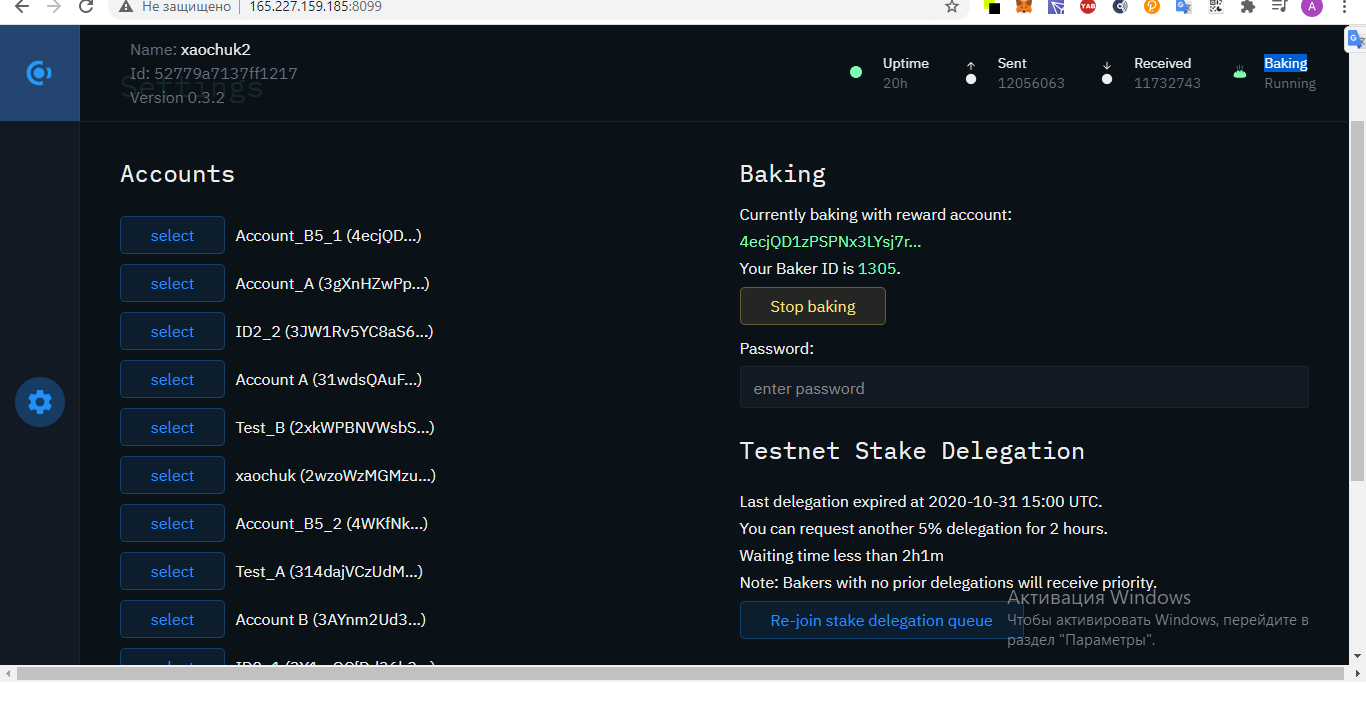 Не защищено | 165.227.159.185:8099
Name: xaochuk2
Id: 52779a7137ff1217
Settings
Version 0.3.2
Uptime
20h
Sent
12056063
Received
11732743
Baking
Running
Accounts
select Account_B5_1 (4ecjQD...)
select Account_A (3gXnHZwPp...)
select ID2_2 (3JW1Rv5YC8aS6...)
select Account A (31wdsQAuF...)
select Test_B (2xkWPBNVWsbS...)
select xaochuk (2wzoWzMGMzu...)
select Account_B5_2 (4WKfNk...)
select Test_A (314dajVCzUdM...)
select Account B (3AYnm2Ud3...)
select
Baking
Currently baking with reward account:
4ecjQD1zPSPNx3LYsj7r...
Your Baker ID is 1305.
Stop baking
Password:
enter password
Testnet Stake Delegation
Last delegation expired at 2020-10-31 15:00 UTC.
You can request another 5% delegation for 2 hours.
Waiting time less than 2h1m
Note: Bakers with no prior delegations will receive priority.
Re-join stake delegation queue
Активация Windows
Чтобы активировать Windows, перейдите в
раздел "Параметры".
YAB
A